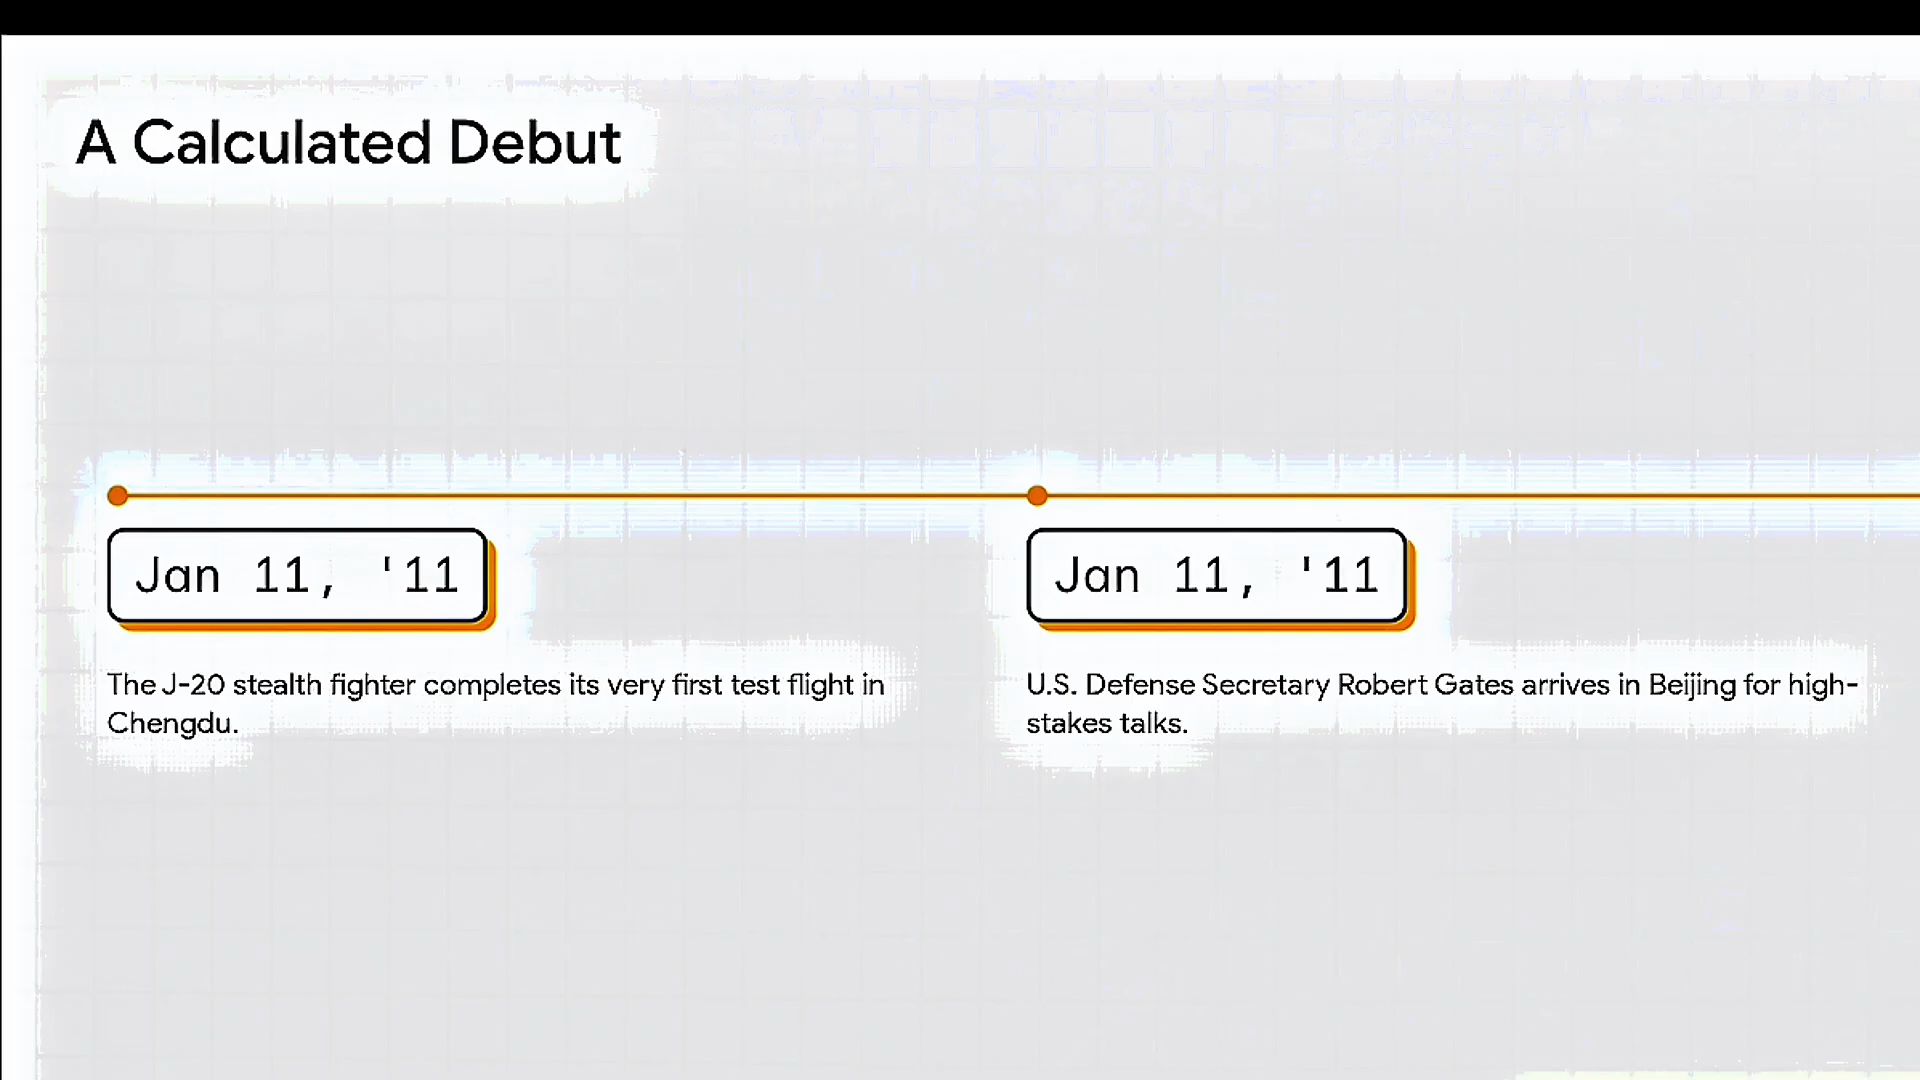 A Calculated Debut
Jan 11, '11
The J-20 stealth fighter completes its very first test flight in
Chengdu.
Jan 11, '11
U.S. Defense Secretary Robert Gates arrives in Beijing for high-
stakes talks.